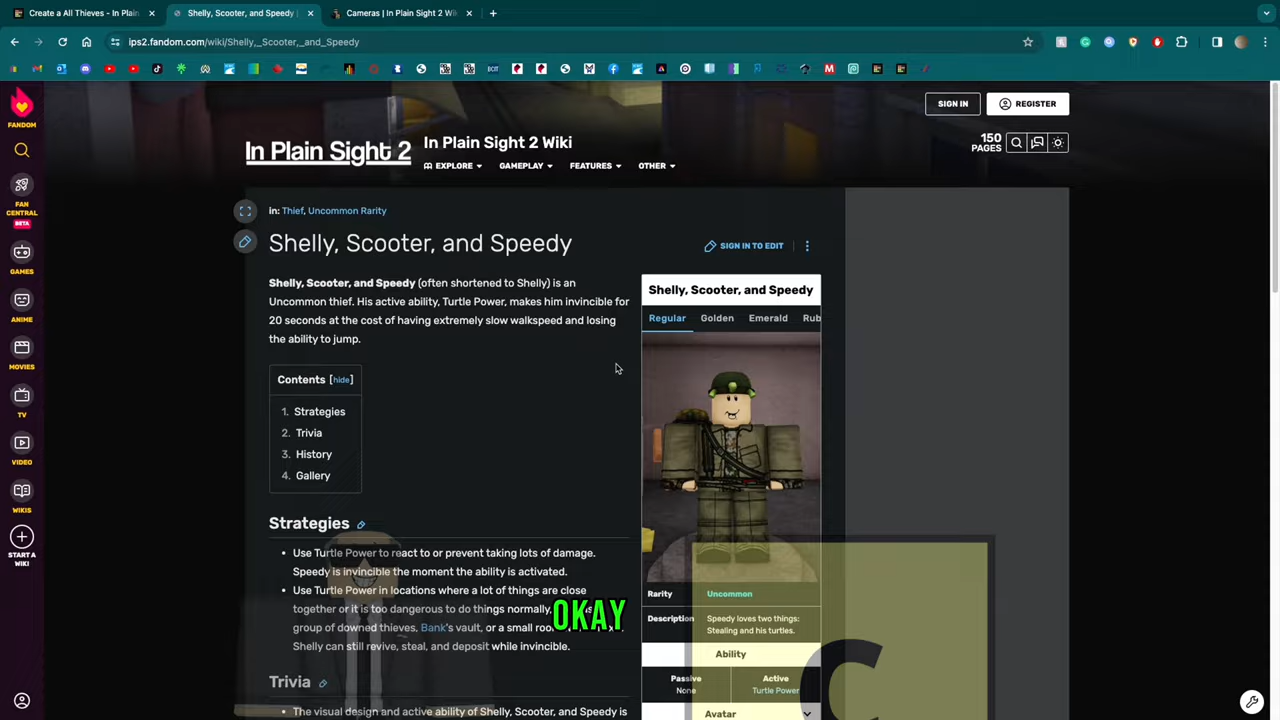 Create a All Thieves - In Plain
Shelly, Scooter, and Speedy
Cameras | In Plain Sight 2 Wi
ips2.fandom.com/wiki/Shelly,_Scooter,_and_Speedy
FANDOM
FAN CENTRAL
BETA
GAMES
ANIME
MOVIES
TV
VIDEO
WIKIS
START A WIKI
SIGN IN
REGISTER
In Plain Sight 2
In Plain Sight 2 Wiki
EXPLORE GAMEPLAY FEATURES OTHER
150 PAGES
in: Thief, Uncommon Rarity
Shelly, Scooter, and Speedy
SIGN IN TO EDIT
Shelly, Scooter, and Speedy (often shortened to Shelly) is an
Uncommon thief. His active ability, Turtle Power, makes him invincible for
20 seconds at the cost of having extremely slow walkspeed and losing
the ability to jump.
Contents [hide]
1. Strategies
2. Trivia
3. History
4. Gallery
Strategies
• Use Turtle Power to react to or prevent taking lots of damage.
Speedy is invincible the moment the ability is activated.
• Use Turtle Power in locations where a lot of things are close
together or it is too dangerous to do things normally,
group of downed thieves, Bank's vault, or a small
Shelly can still revive, steal, and deposit while invincible.
Trivia
• The visual design and active ability of Shelly, Scooter, and Speedy is
Shelly, Scooter, and Speedy
Regular Golden Emerald Rub
Rarity Uncommon
Description Speedy loves two things:
Stealing and his turtles.
Ability
Passive Active
None Turtle Power
Avatar
OKAY
C